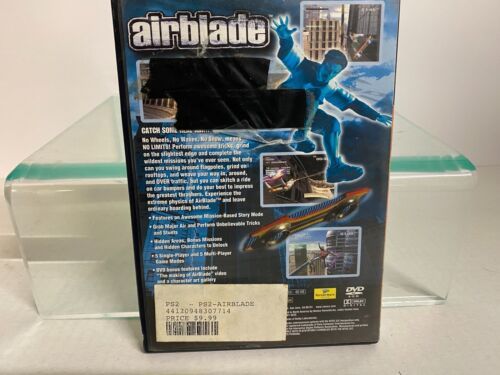 airblade
CATCH SOME
No Wheels, No Waves, No Snow, means
NO LIMITS! Perform awesome tricks, grind
on the slightest edge and complete the
wildest missions you've ever seen. Not only
can you swing around flagpoles, grind on
rooftops, and weave your way in, around,
and OVER traffic, but you can skitch a ride
on car bumpers and do your best to impress
the greatest thrashers. Experience the
extreme physics of AirBlade™ and leave
ordinary boarding behind.
• Features an Awesome Mission-Based Story Mode
• Grab Major Air and Perform Unbelievable Tricks
and Stunts
• Hidden Areas, Bonus Missions
and Hidden Characters to Unlock
• 5 Single-Player and 5 Multi-Player
Game Modes
• DVD bonus features include
"The making of AirBlade" video
and a character art gallery
DVD
PS2 - PS2-AIRBLADE
44120948307714
PRICE $9.99